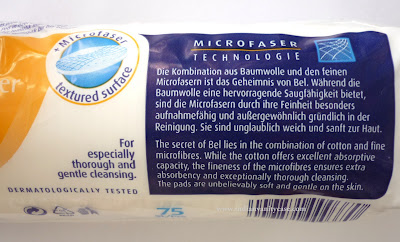 + Microfaser
textured surface
er
For
especially
thorough and
gentle cleansing.
DERMATOLOGICALLY TESTED
MICROFASER
TECHNOLOGIE
Die Kombination aus Baumwolle und den feinen
Microfasern ist das Geheimnis von Bel. Während die
Baumwolle eine hervorragende Saugfähigkeit bietet,
sind die Microfasern durch ihre Feinheit besonders
aufnahmefähig und außergewöhnlich gründlich in der
Reinigung. Sie sind unglaublich weich und sanft zur Haut.
The secret of Bel lies in the combination of cotton and fine
microfibres. While the cotton offers excellent absorptive
capacity, the fineness of the microfibres ensures extra
absorbency and exceptionally thorough cleansing.
The pads are unbelievably soft and gentle on the skin.
75